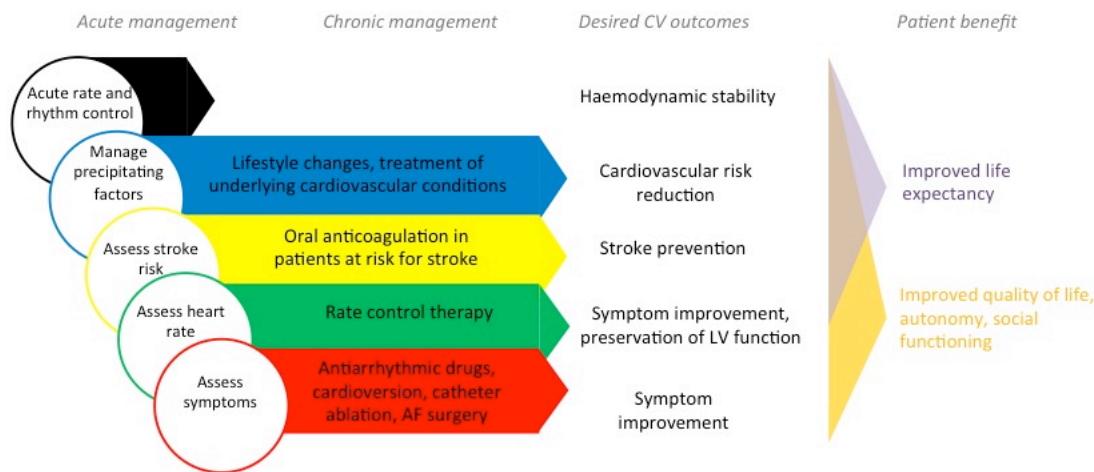 Acute management
Chronic management
Desired CV outcomes
Patient benefit
Acute rate and
rhythm control
Haemodynamic stability
Manage
precipitating
factors
Lifestyle changes, treatment of
underlying cardiovascular conditions
Cardiovascular risk
reduction
Improved life
expectancy
Assess stroke
risk
Oral anticoagulation in
patients at risk for stroke
Stroke prevention
Assess heart
rate
Rate control therapy
Symptom improvement,
preservation of LV function
Improved quality of life,
autonomy, social
functioning
Assess
symptoms
Antiarrhythmic drugs,
cardioversion, catheter
ablation, AF surgery
Symptom
improvement